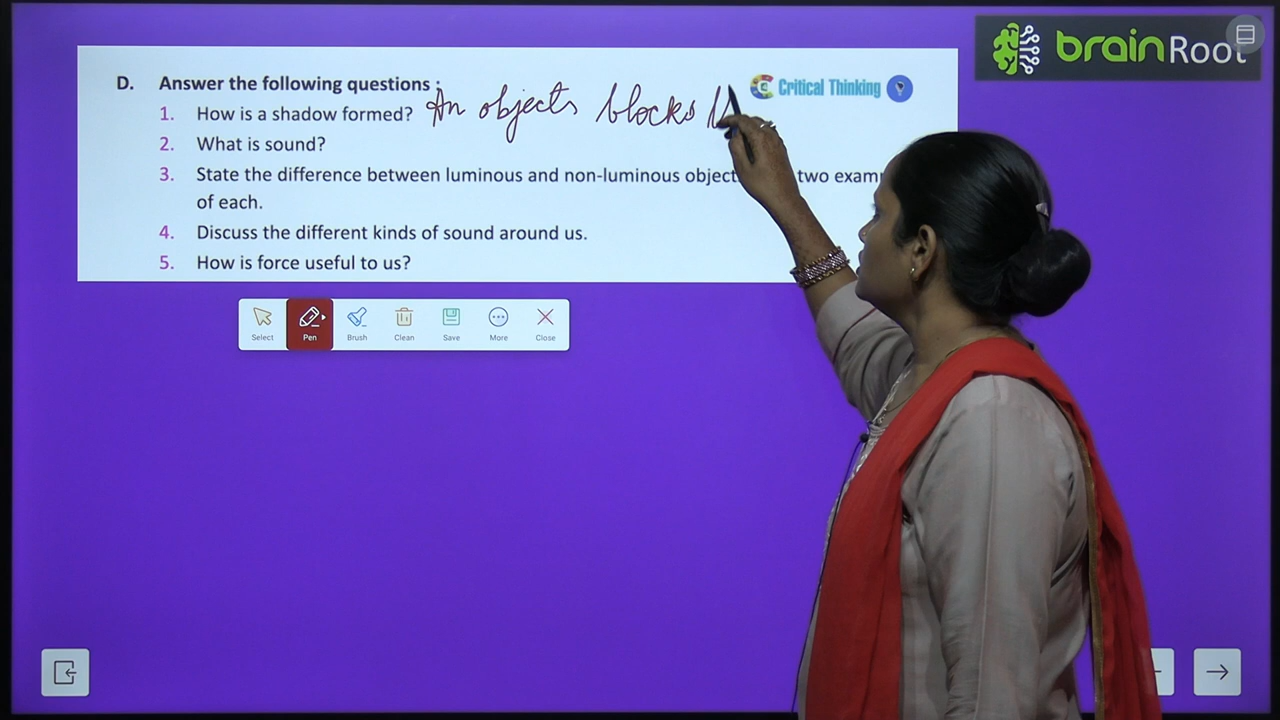 brainRoot
D. Answer the following questions :
Critical Thinking
1. How is a shadow formed? An objects blocks
2. What is sound?
3. State the difference between luminous and non-luminous two
of each.
4. Discuss the different kinds of sound around us.
5. How is force useful to us?
Select Pen Brush Clean Save More Close